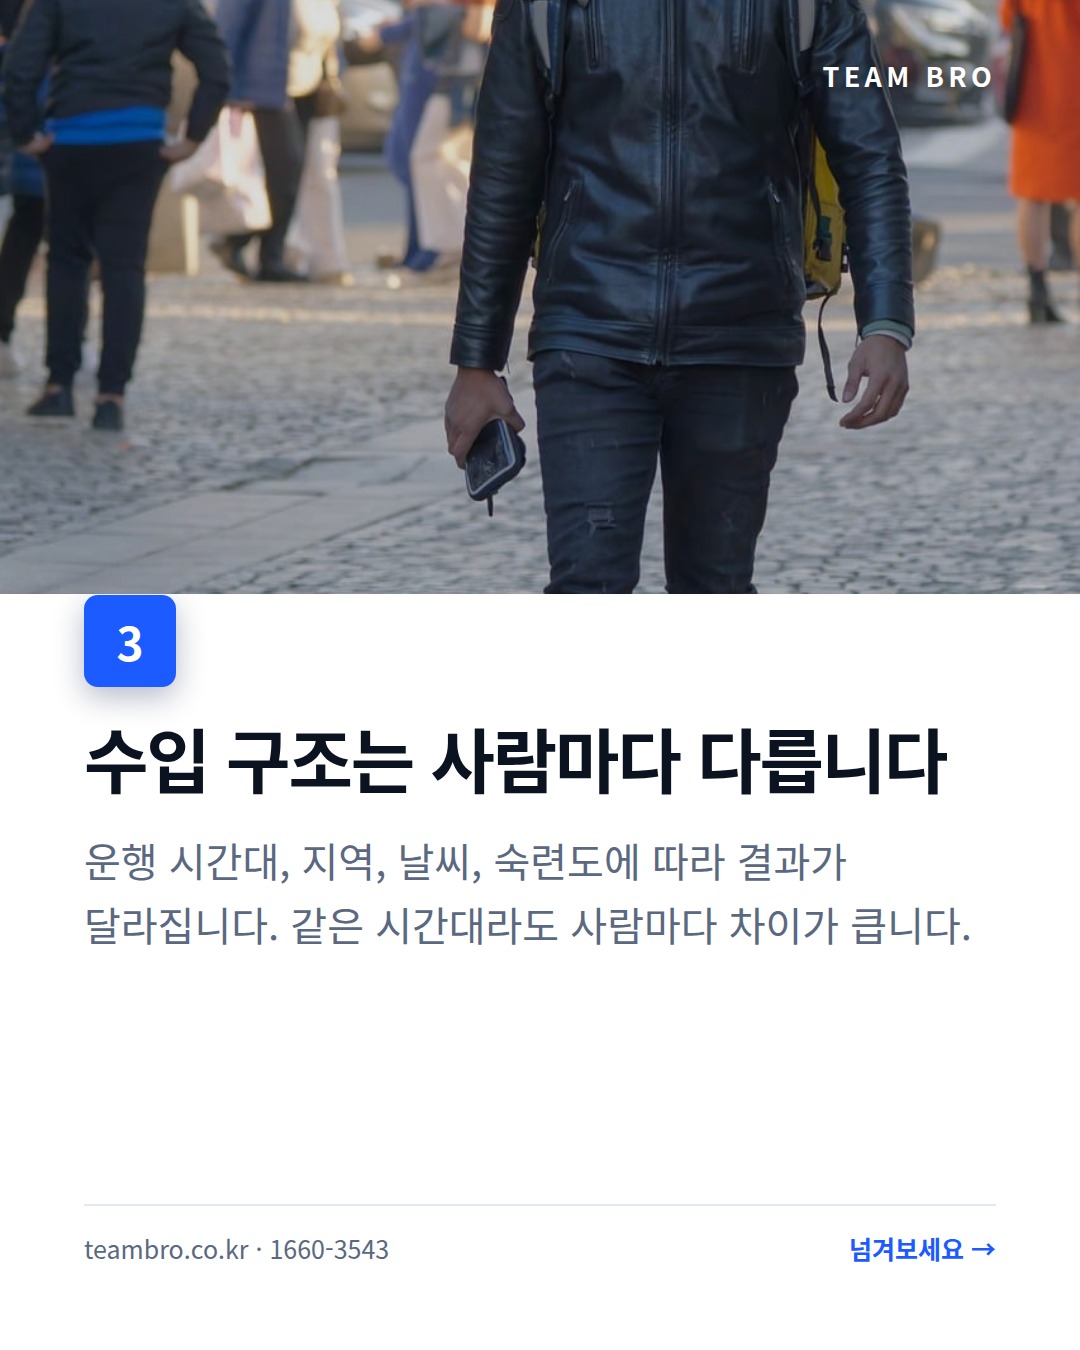 TEAM BRO
3
수입 구조는 사람마다 다릅니다
운행 시간대, 지역, 날씨, 숙련도에 따라 결과가
달라집니다. 같은 시간대라도 사람마다 차이가 큽니다.
teambro.co.kr · 1660-3543
넘겨보세요 →